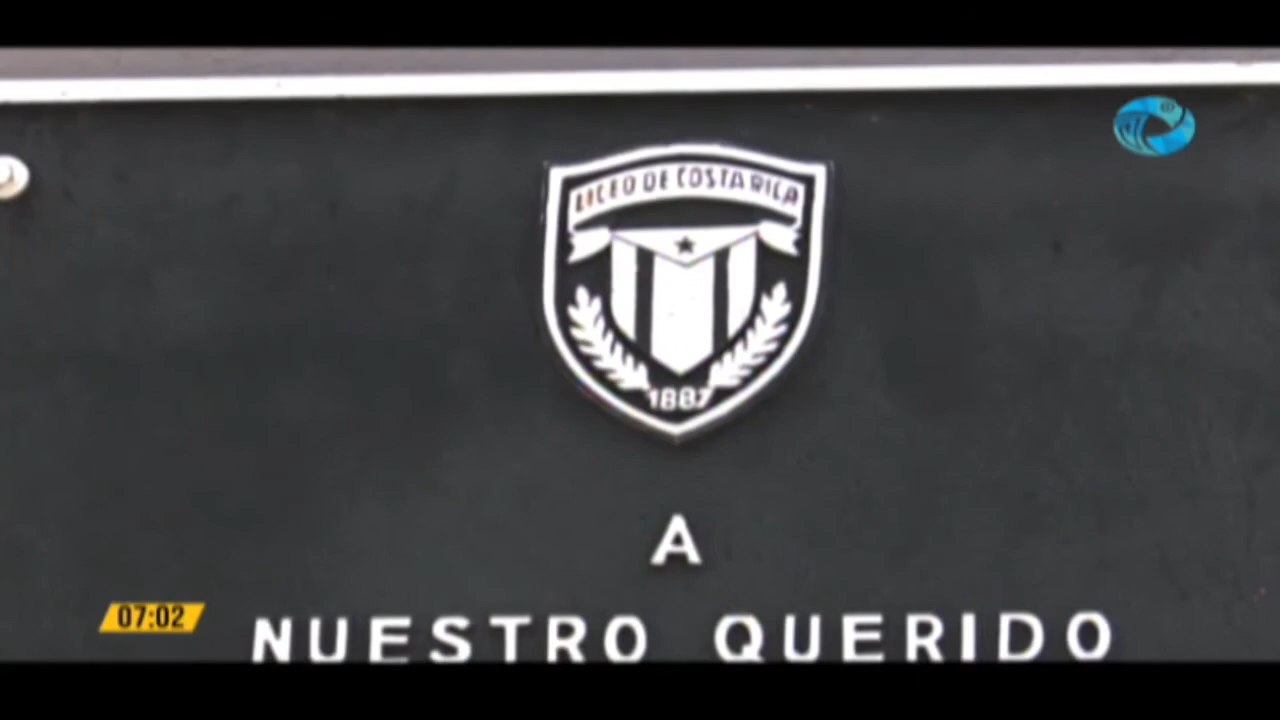 LICEO DE COSTA RICA
1887
A
NUESTRO QUERIDO
07:02